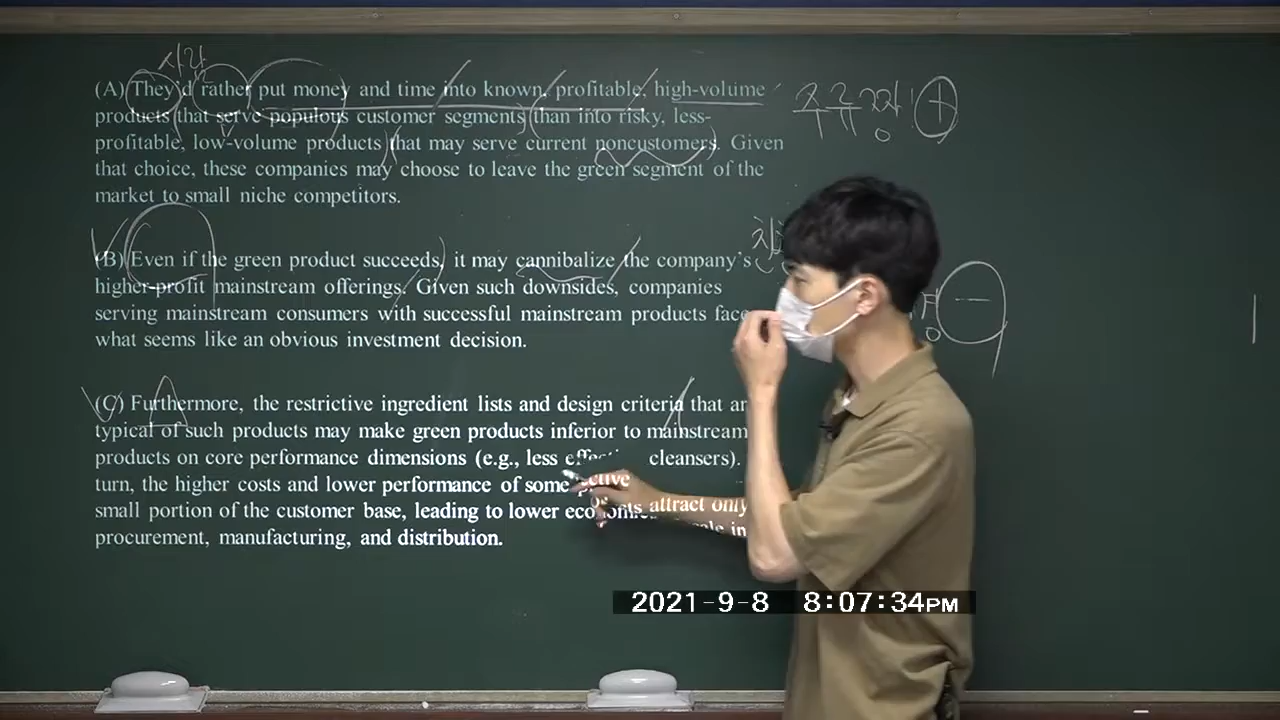 사람
(A) They'd rather put money and time into known, profitable, high-volume
products that serve populous customer segments than into risky, less-
profitable, low-volume products that may serve current noncustomers. Given
that choice, these companies may choose to leave the green segment of the
market to small niche competitors.
(B) Even if the green product succeeds, it may cannibalize the company's
higher-profit mainstream offerings. Given such downsides, companies
serving mainstream consumers with successful mainstream products face
what seems like an obvious investment decision.
(C) Furthermore, the restrictive ingredient lists and design criteria that
typical of such products may make green products inferior to mainstream
products on core performance dimensions (e.g., less cleansers).
turn, the higher costs and lower performance of some
small portion of the customer base, leading to lower attract only
procurement, manufacturing, and distribution.
2021-9-8 8:07:34PM